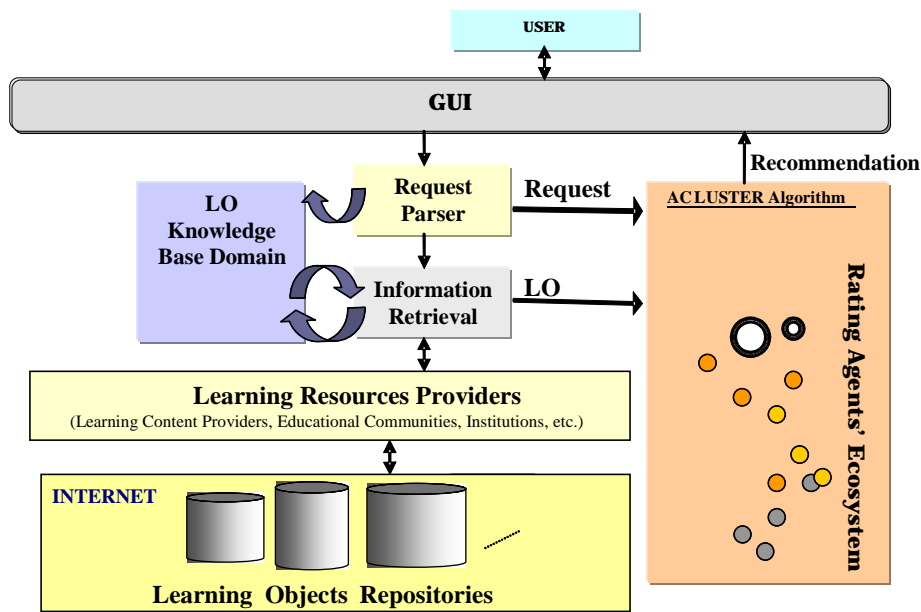 USER
GUI
Recommendation
LO
Knowledge
Base Domain
Request
Parser
Request
ACLUSTER Algorithm
Information
Retrieval
LO
Rating Agents' Ecosystem
Learning Resources Providers
(Learning Content Providers, Educational Communities, Institutions, etc.)
INTERNET
Learning Objects Repositories